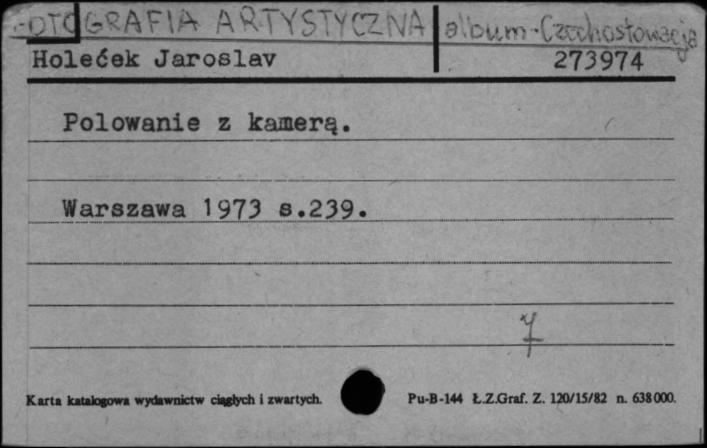 FOTOGRAFIA ARTYSTYCZNA album-Czechosłowacja
Holećek Jaroslav 273974
Polowanie z kamerą.
Warszawa 1973 s.239.
7
Karta katalogowa wydawnictw ciągłych i zwartych. Pu-B-144 Ł.Z.Graf. Z. 120/15/82 n. 638000.